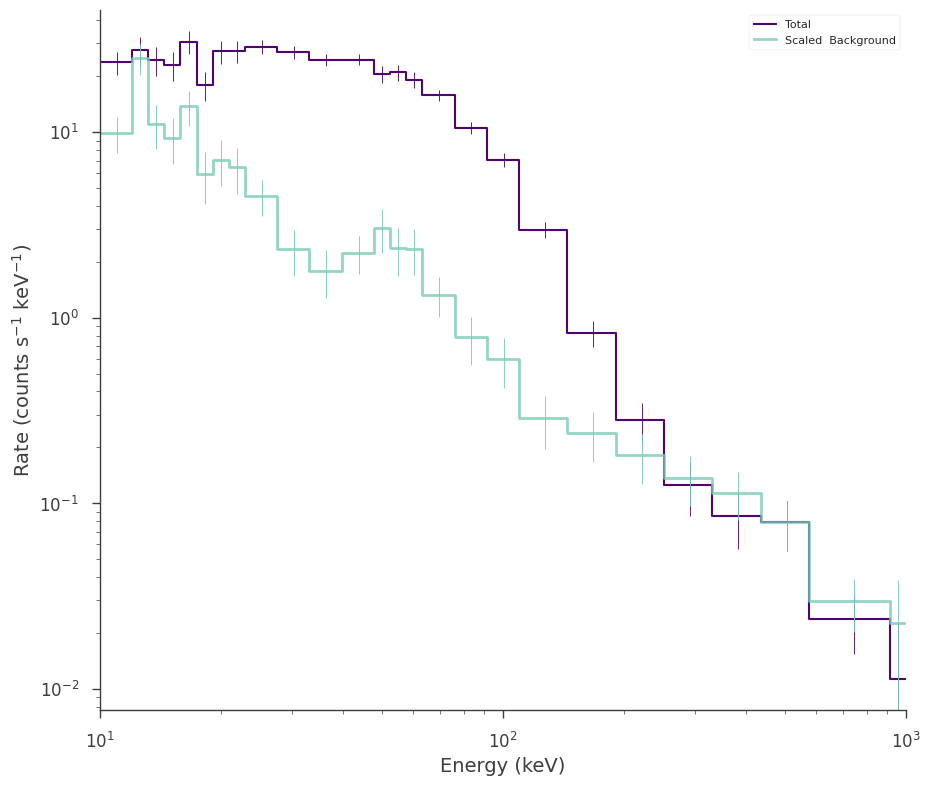 Total
Scaled  Background
Rate (counts s⁻¹ keV⁻¹)
10¹
10⁰
10⁻¹
10⁻²
10¹ 10² 10³
Energy (keV)